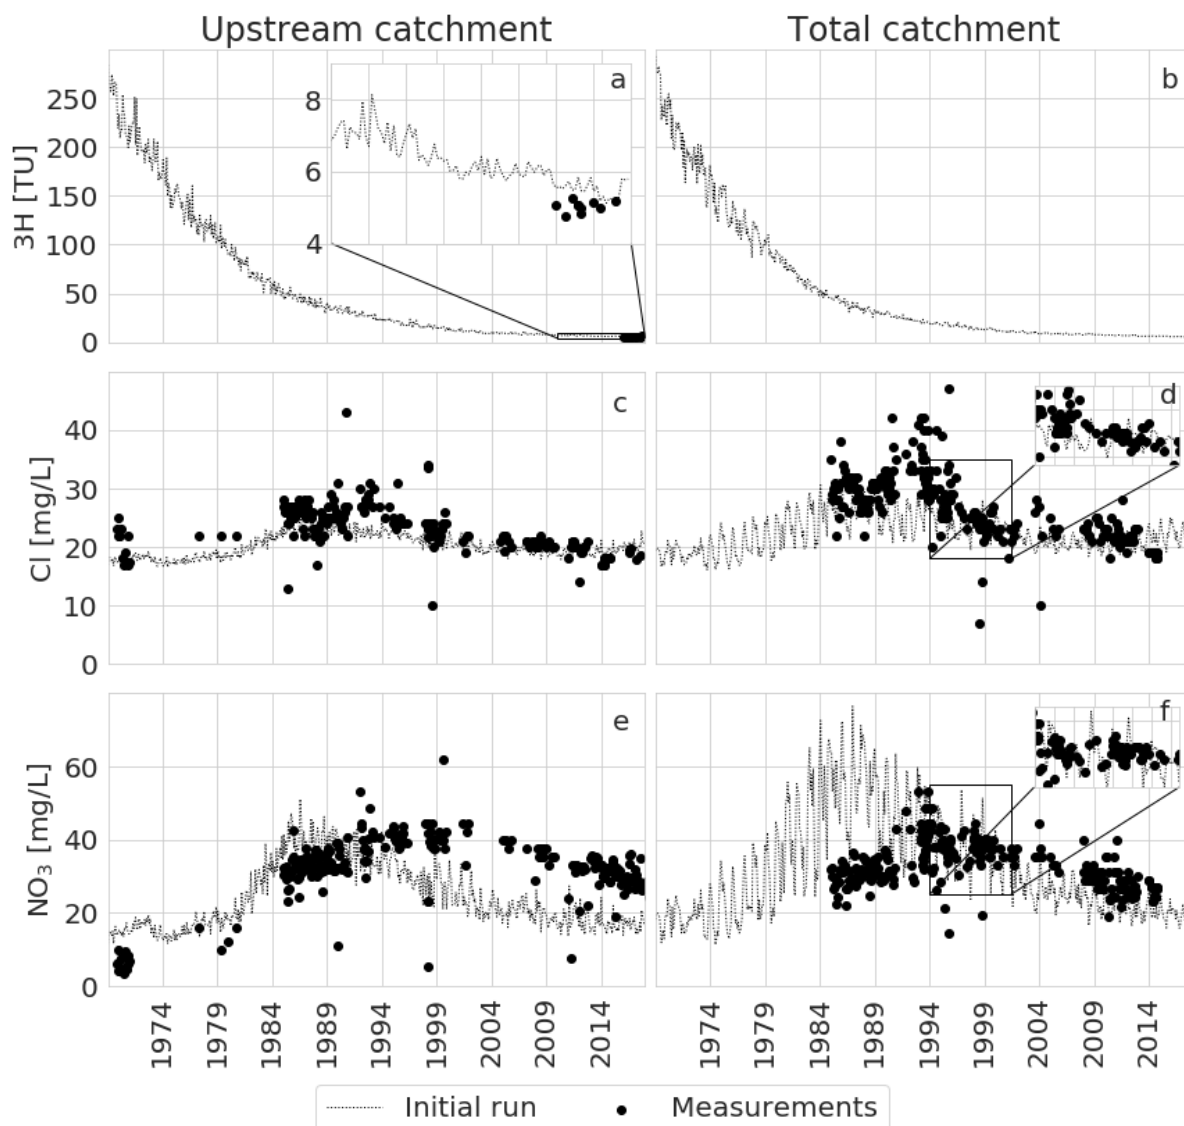 Upstream catchment
Total catchment
3H [TU]
250
200
150
100
50
0
a
8
6
4
b
Cl [mg/L]
40
30
20
10
0
c
d
NO3 [mg/L]
60
40
20
0
e
f
1974 1979 1984 1989 1994 1999 2004 2009 2014
1974 1979 1984 1989 1994 1999 2004 2009 2014
Initial run Measurements